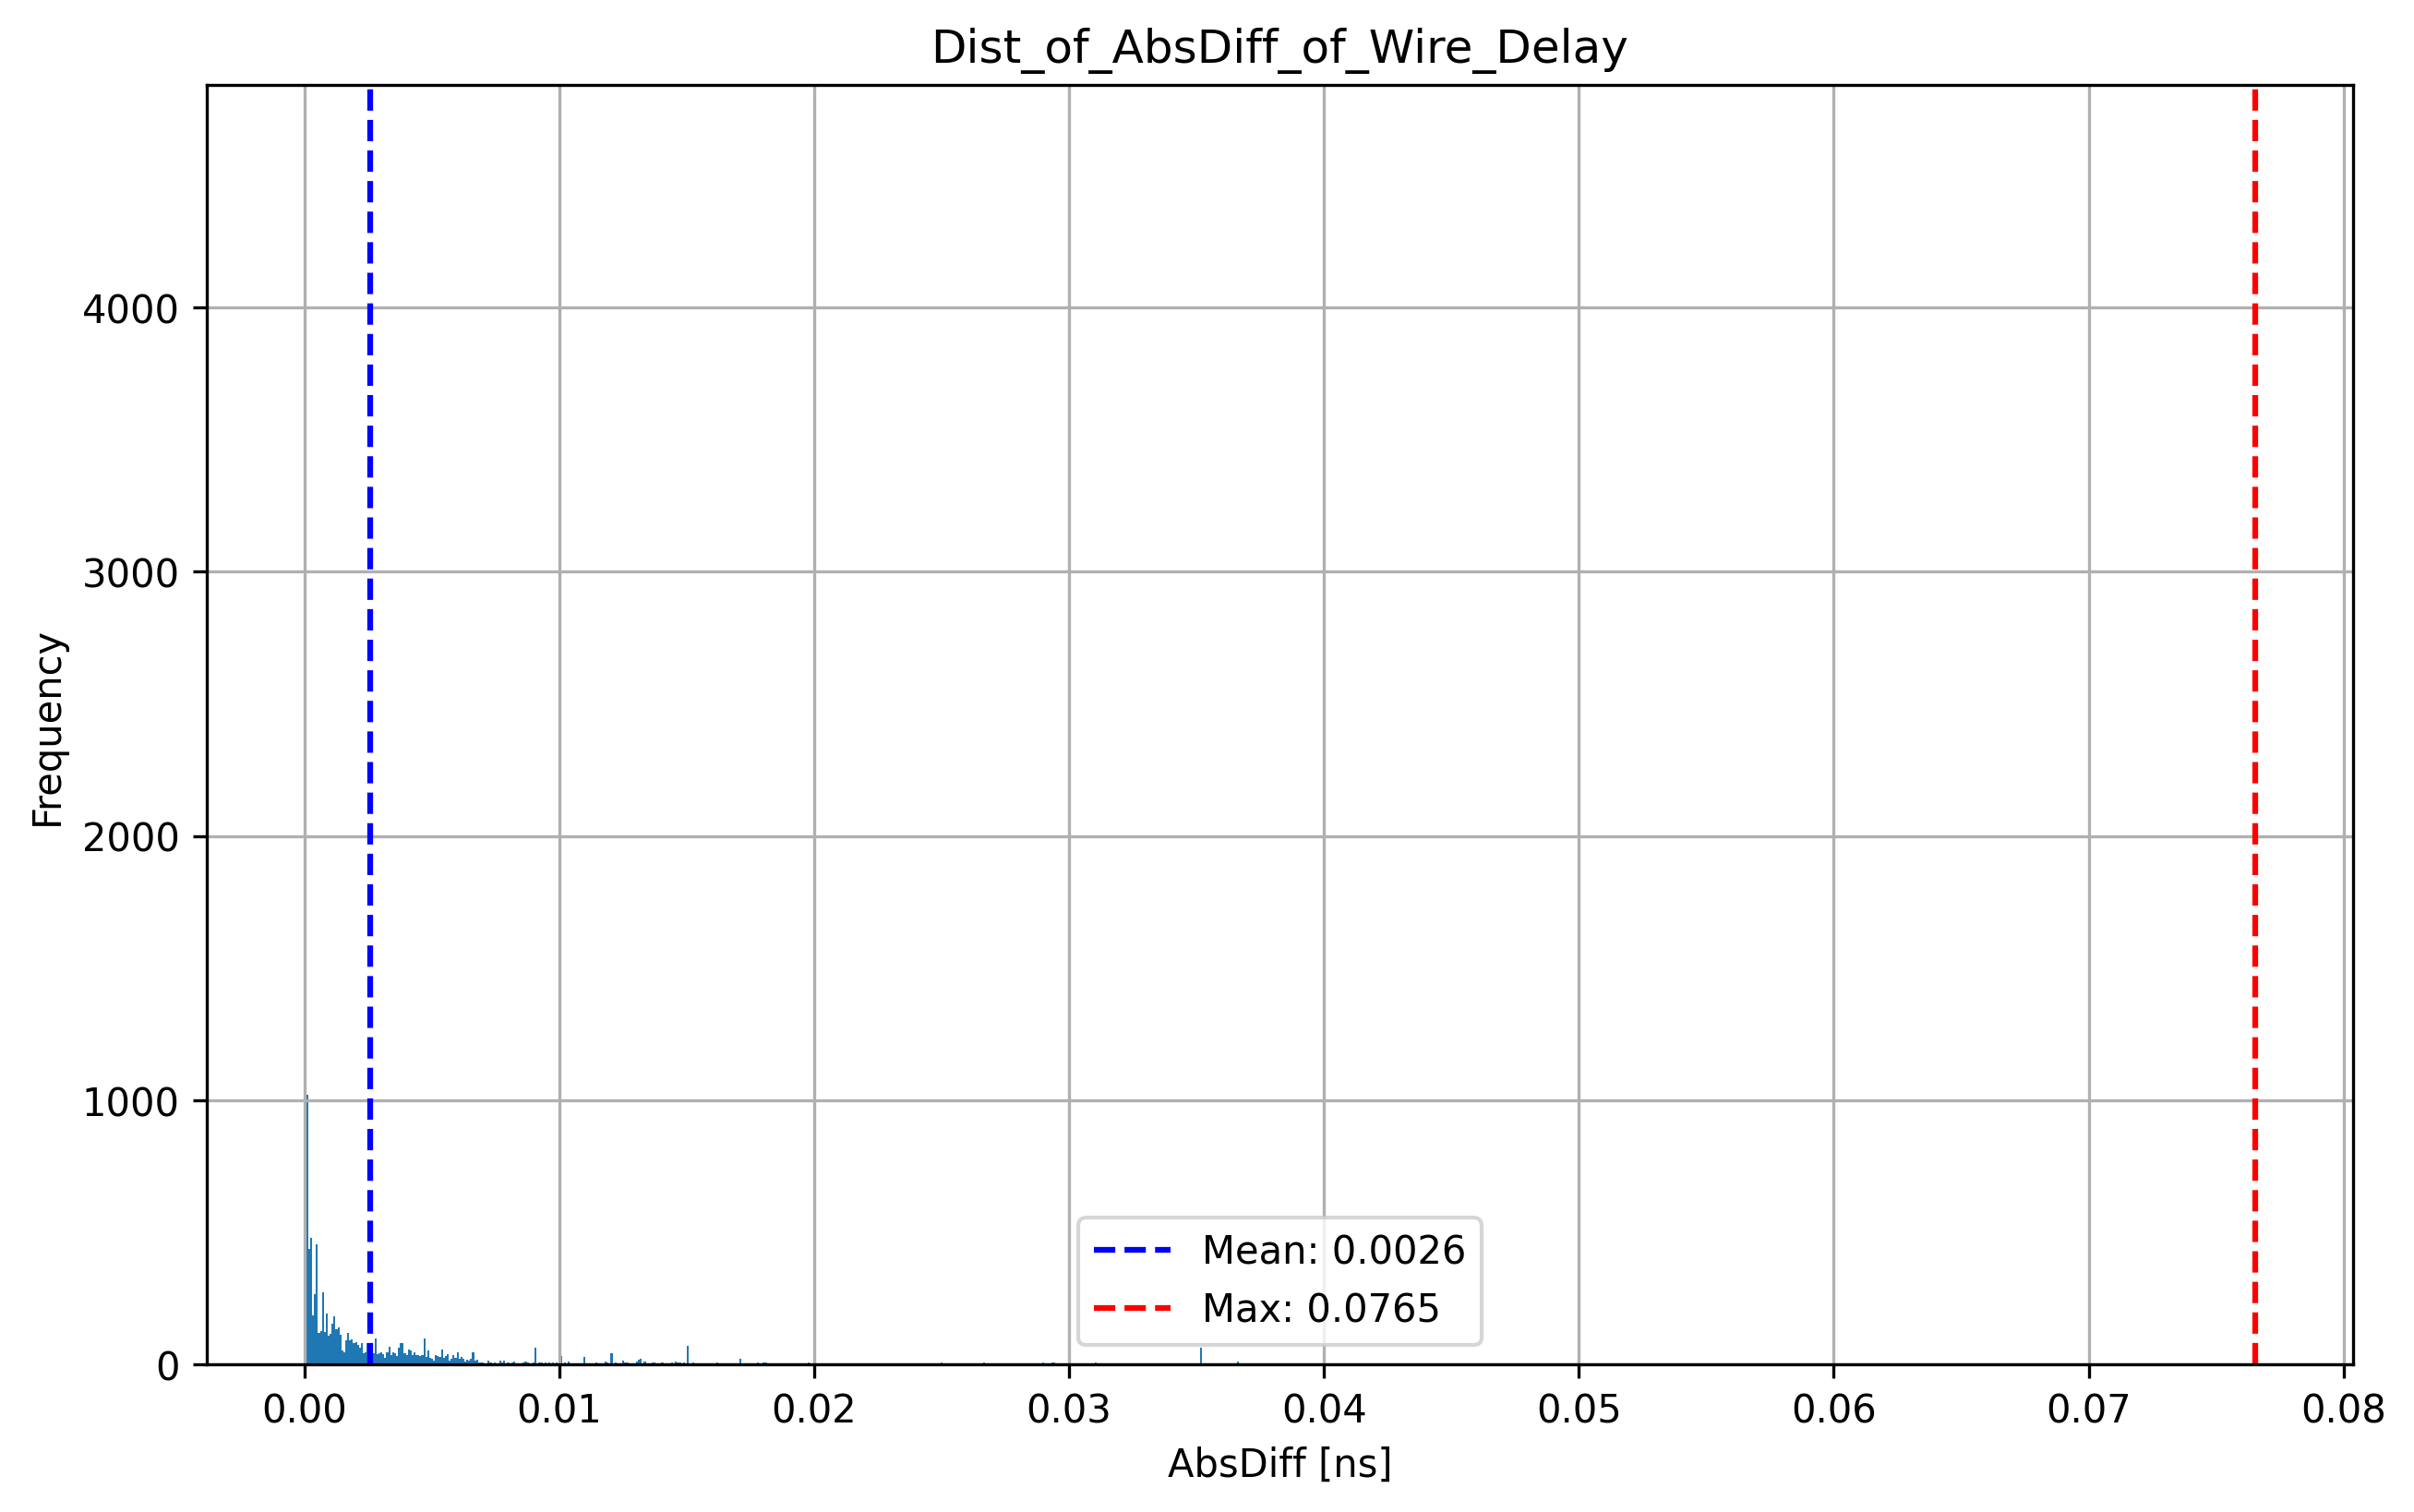 Dist_of_AbsDiff_of_Wire_Delay
Frequency
4000
3000
2000
1000
0
Mean: 0.0026
Max: 0.0765
0.00 0.01 0.02 0.03 0.04 0.05 0.06 0.07 0.08
AbsDiff [ns]